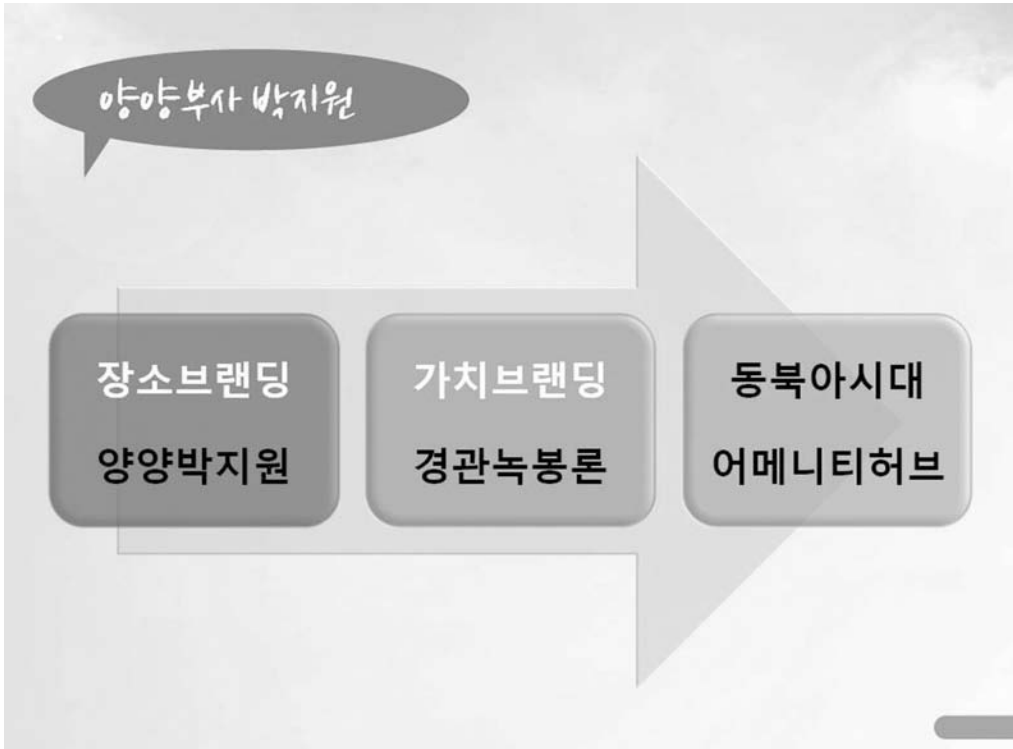 양양부사 박지원
장소브랜딩
양양박지원
가치브랜딩
경관녹봉론
동북아시대
어메니티허브